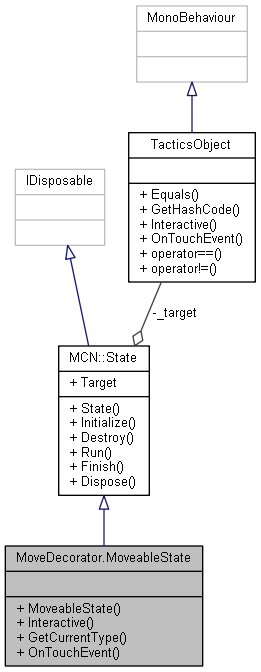 MonoBehaviour
TacticsObject
+ Equals()
+ GetHashCode()
+ Interactive()
+ OnTouchEvent()
+ operator==()
+ operator!=()
IDisposable
-_target
MCN::State
+ Target
+ State()
+ Initialize()
+ Destroy()
+ Run()
+ Finish()
+ Dispose()
MoveDecorator.MoveableState
+ MoveableState()
+ Interactive()
+ GetCurrentType()
+ OnTouchEvent()